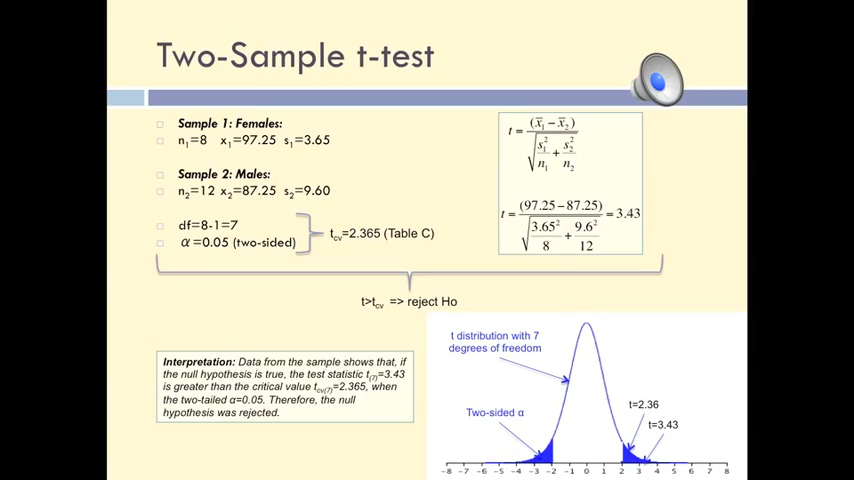 Two-Sample t-test
Sample 1: Females:
n₁=8 x₁=97.25 s₁=3.65
Sample 2: Males:
n₂=12 x₂=87.25 s₂=9.60
df=8-1=7
α=0.05 (two-sided)
t_cv=2.365 (Table C)
t = (x̄₁ − x̄₂) / √(s₁²/n₁ + s₂²/n₂)
t = (97.25 − 87.25) / √(3.65²/8 + 9.6²/12) = 3.43
t>t_cv => reject Ho
Interpretation: Data from the sample shows that, if
the null hypothesis is true, the test statistic t₍₇₎=3.43
is greater than the critical value t_cv(7)=2.365, when
the two-tailed α=0.05. Therefore, the null
hypothesis was rejected.
t distribution with 7
degrees of freedom
Two-sided α
t=2.36
t=3.43
−8 −7 −6 −5 −4 −3 −2 −1 0 1 2 3 4 5 6 7 8